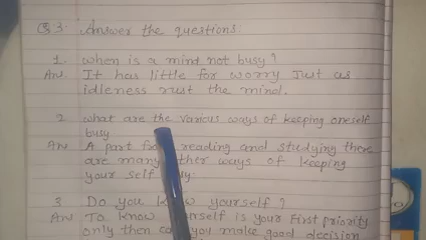 Q.3. Answer the questions.
1. when is a mind not busy?
Ans It has little for worry Just as
idleness rust the mind.
2. what are the various ways of keeping oneself
busy
Ans A part reading and studying there
are many ways of keeping
your self
3. Do you yourself?
Ans To know is your First priority
only then you make good decision